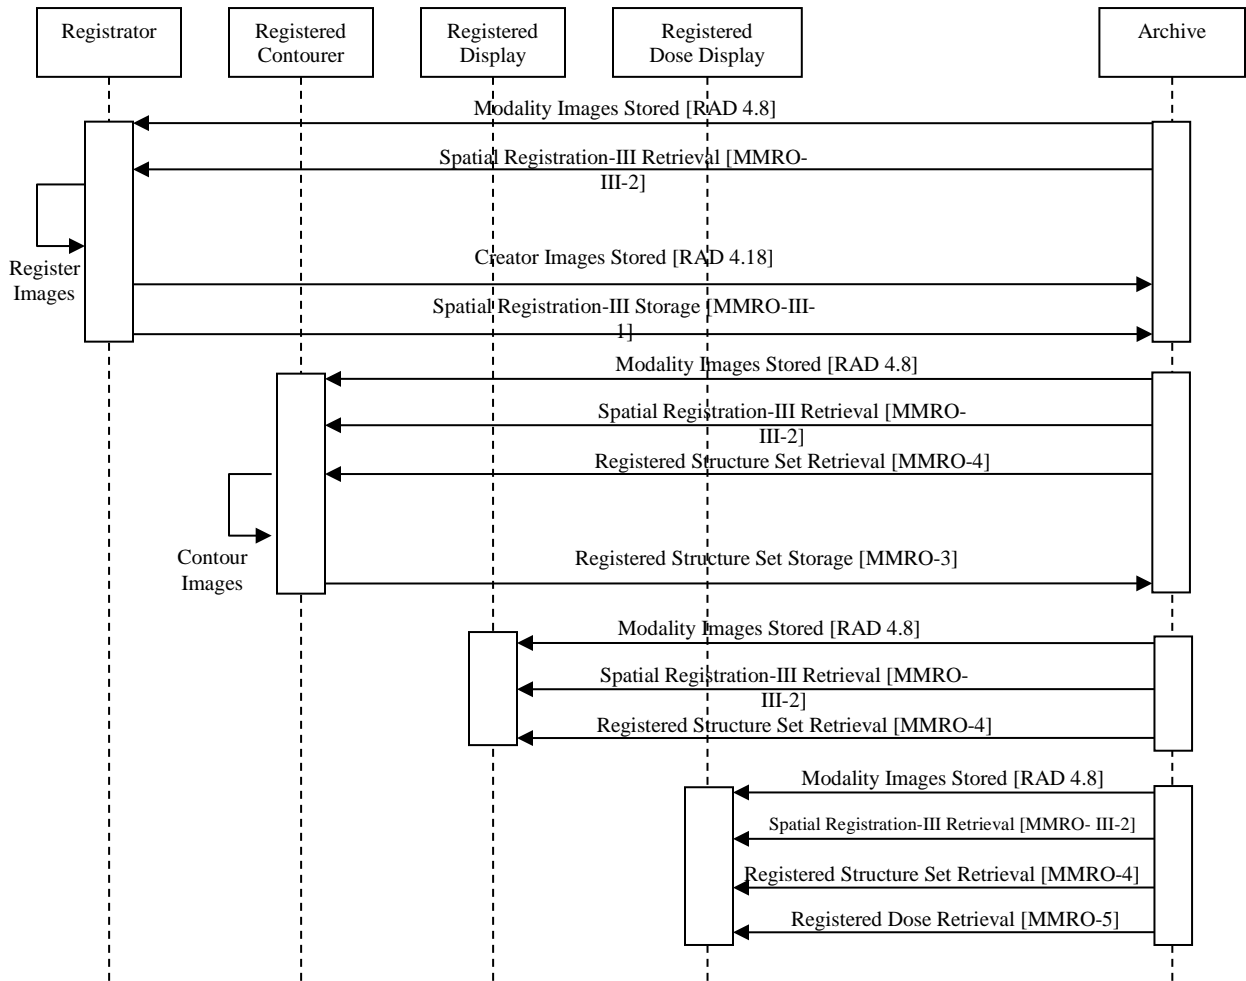 Registrator
Registered
Contourer
Registered
Display
Registered
Dose Display
Archive
Modality Images Stored [RAD 4.8]
Spatial Registration-III Retrieval [MMRO-
III-2]
Register
Images
Creator Images Stored [RAD 4.18]
Spatial Registration-III Storage [MMRO-III-
1]
Modality Images Stored [RAD 4.8]
Spatial Registration-III Retrieval [MMRO-
III-2]
Registered Structure Set Retrieval [MMRO-4]
Contour
Images
Registered Structure Set Storage [MMRO-3]
Modality Images Stored [RAD 4.8]
Spatial Registration-III Retrieval [MMRO-
III-2]
Registered Structure Set Retrieval [MMRO-4]
Modality Images Stored [RAD 4.8]
Spatial Registration-III Retrieval [MMRO- III-2]
Registered Structure Set Retrieval [MMRO-4]
Registered Dose Retrieval [MMRO-5]